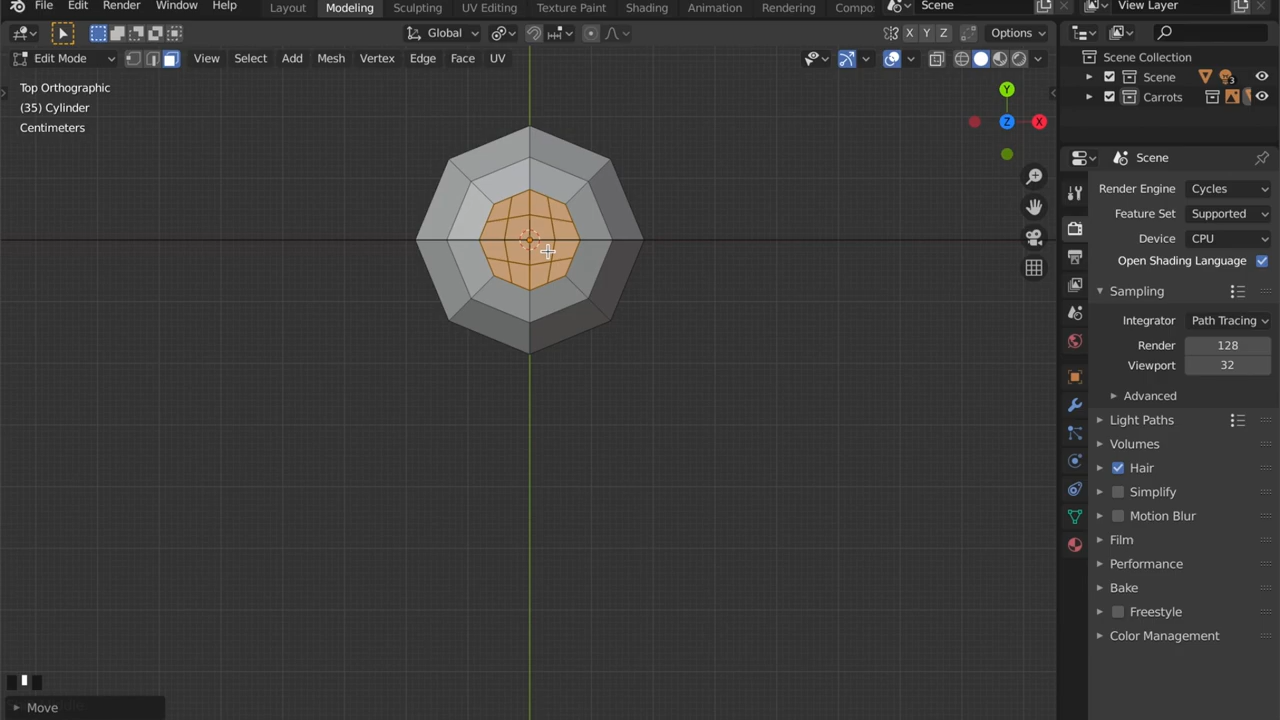 File Edit Render Window Help Layout Modeling Sculpting UV Editing Texture Paint Shading Animation Rendering Compo Scene View Layer
Global X Y Z Options
Edit Mode View Select Add Mesh Vertex Edge Face UV
Top Orthographic
(35) Cylinder
Centimeters
Y
Z X
Move
Scene Collection
Scene 3
Carrots
Scene
Render Engine Cycles
Feature Set Supported
Device CPU
Open Shading Language
Sampling
Integrator Path Tracing
Render 128
Viewport 32
Advanced
Light Paths
Volumes
Hair
Simplify
Motion Blur
Film
Performance
Bake
Freestyle
Color Management